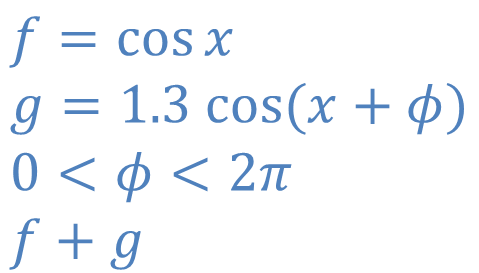 f = cos x
g = 1.3 cos(x + ϕ)
0 < ϕ < 2π
f + g